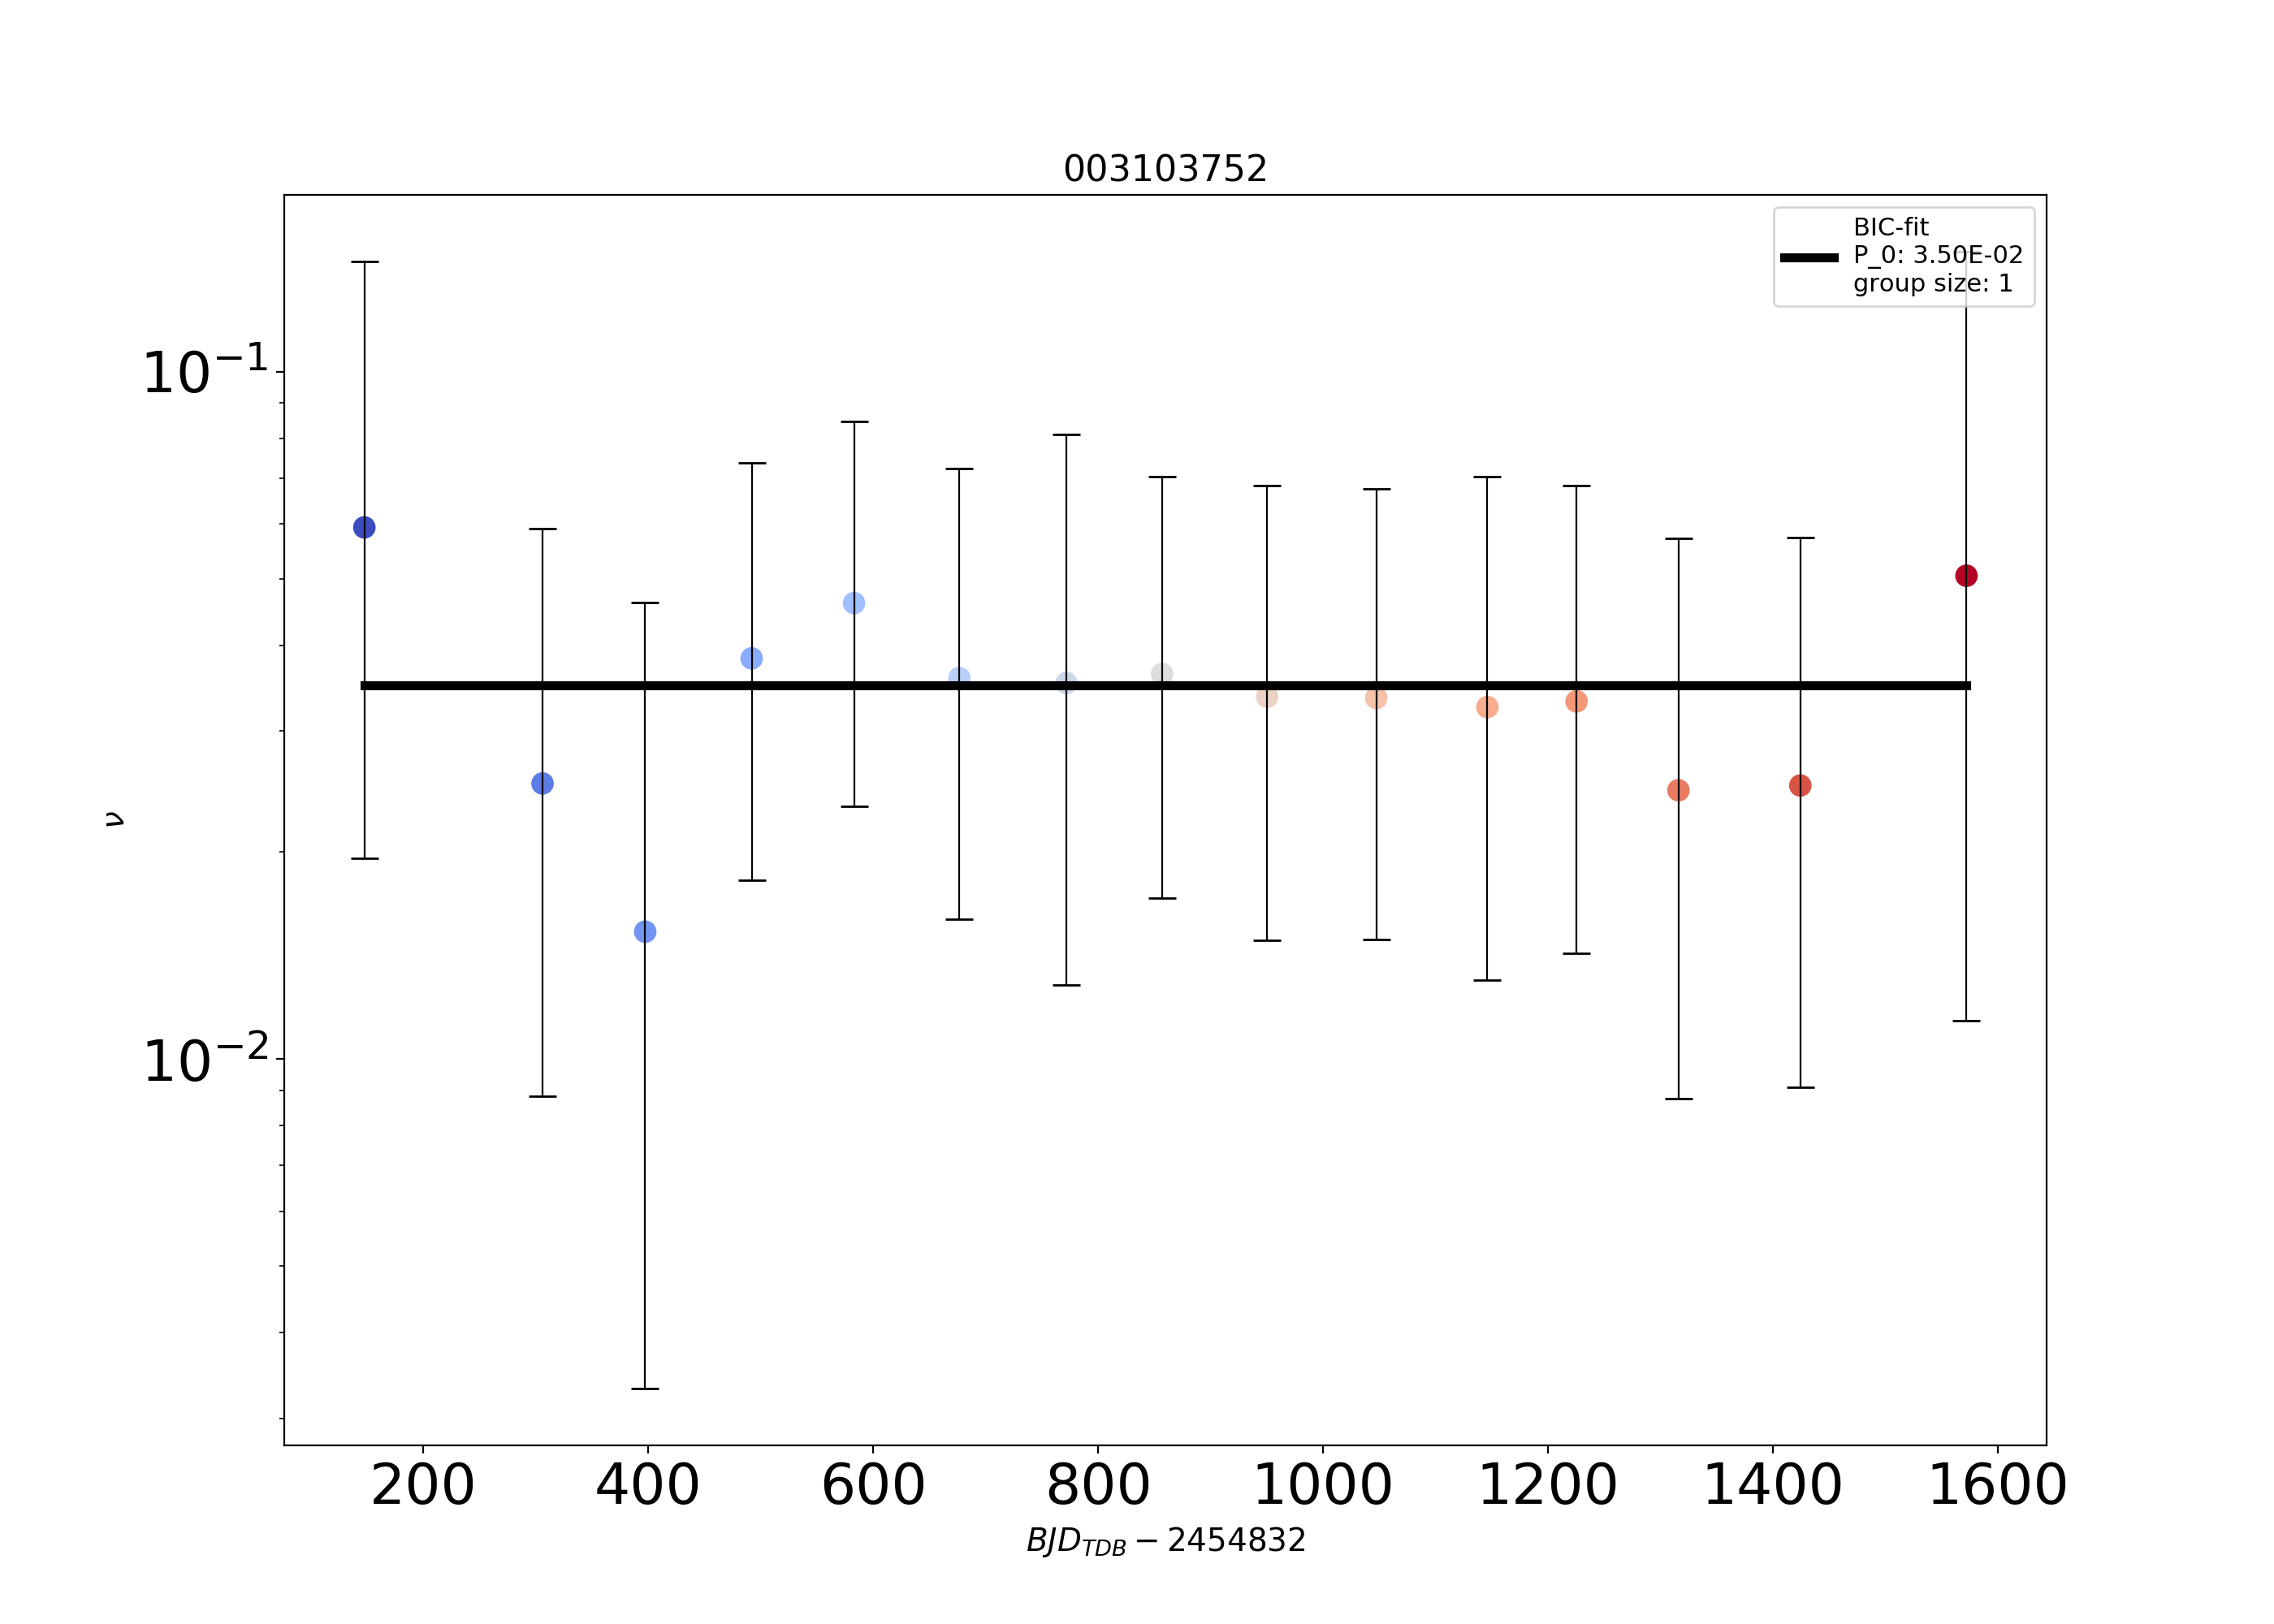 003103752
BIC-fit
P_0: 3.50E-02
group size: 1
10⁻¹
10⁻²
ν
200 400 600 800 1000 1200 1400 1600
BJD_TDB − 2454832